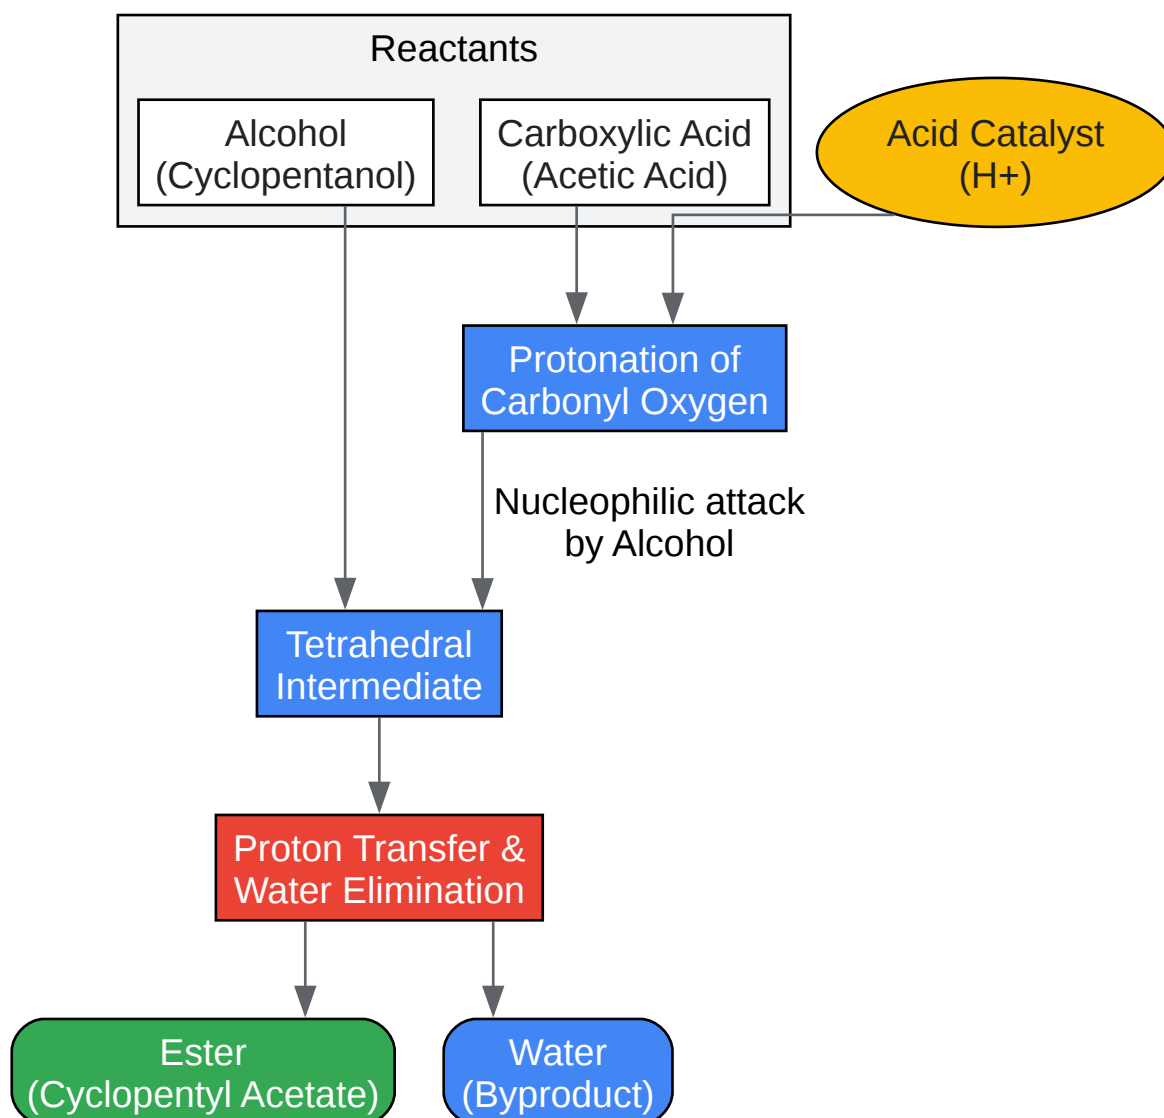 Reactants
Alcohol
(Cyclopentanol)
Carboxylic Acid
(Acetic Acid)
Acid Catalyst
(H+)
Protonation of
Carbonyl Oxygen
Nucleophilic attack
by Alcohol
Tetrahedral
Intermediate
Proton Transfer &
Water Elimination
Ester
(Cyclopentyl Acetate)
Water
(Byproduct)